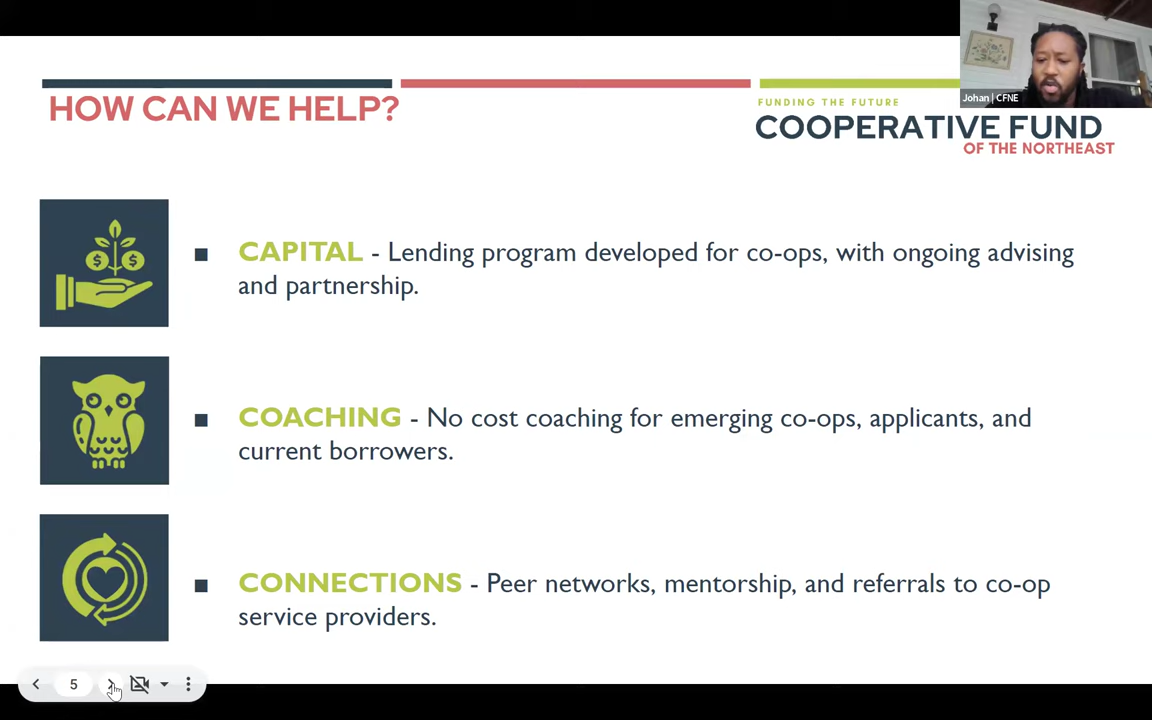 Johan | CFNE
HOW CAN WE HELP?
FUNDING THE FUTURE
COOPERATIVE FUND
OF THE NORTHEAST
$ $
■ CAPITAL - Lending program developed for co-ops, with ongoing advising
and partnership.
■ COACHING - No cost coaching for emerging co-ops, applicants, and
current borrowers.
■ CONNECTIONS - Peer networks, mentorship, and referrals to co-op
service providers.
5